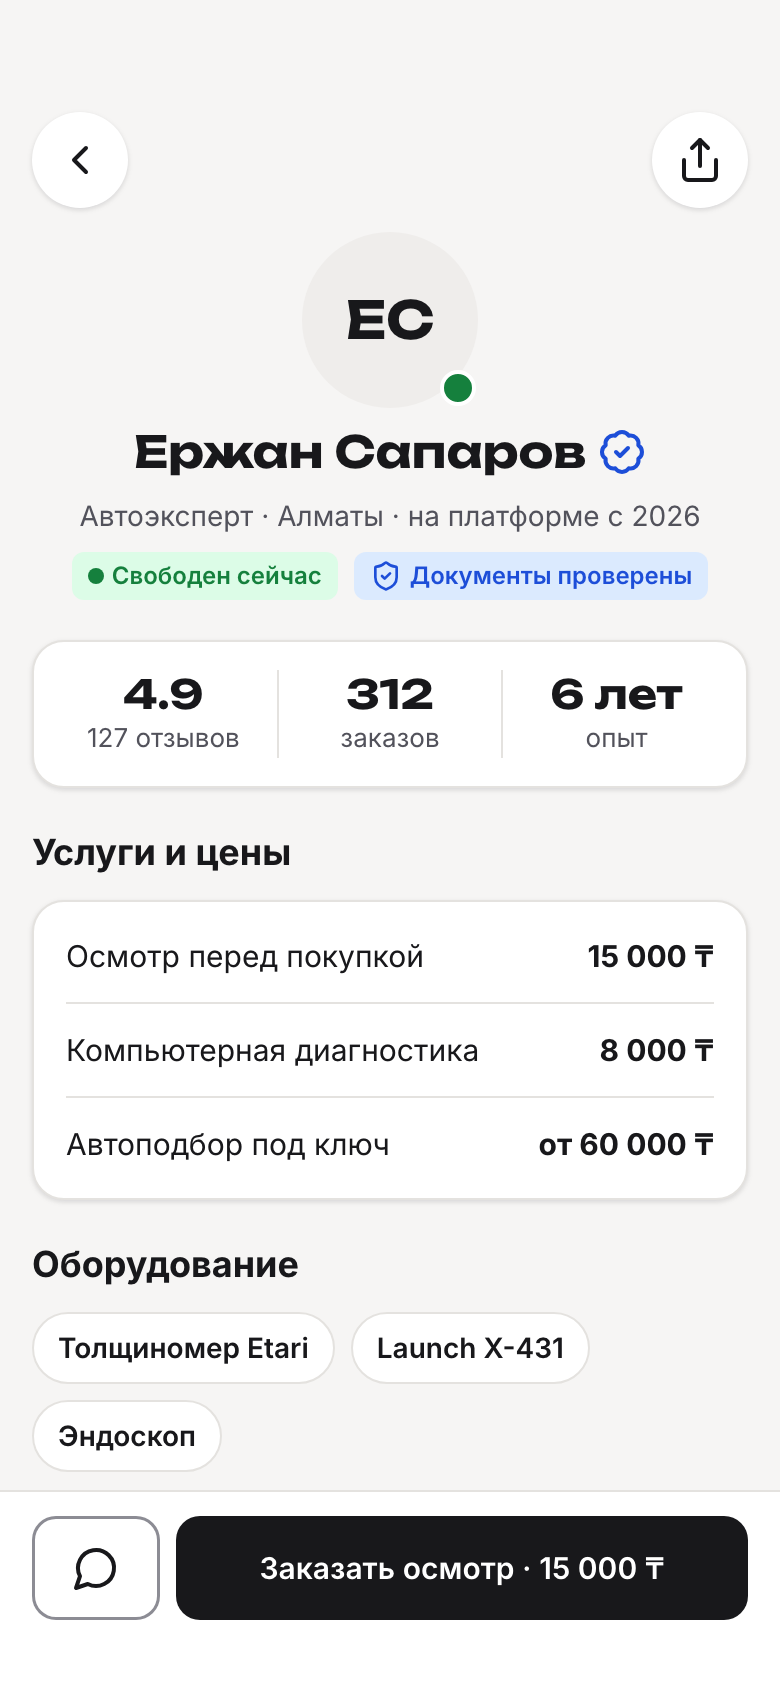 ЕС
Ержан Сапаров
Автоэксперт · Алматы · на платформе с 2026
Свободен сейчас
Документы проверены
4.9
127 отзывов
312
заказов
6 лет
опыт
Услуги и цены
Осмотр перед покупкой 15 000 ₸
Компьютерная диагностика 8 000 ₸
Автоподбор под ключ от 60 000 ₸
Оборудование
Толщиномер Etari
Launch X-431
Эндоскоп
Заказать осмотр · 15 000 ₸